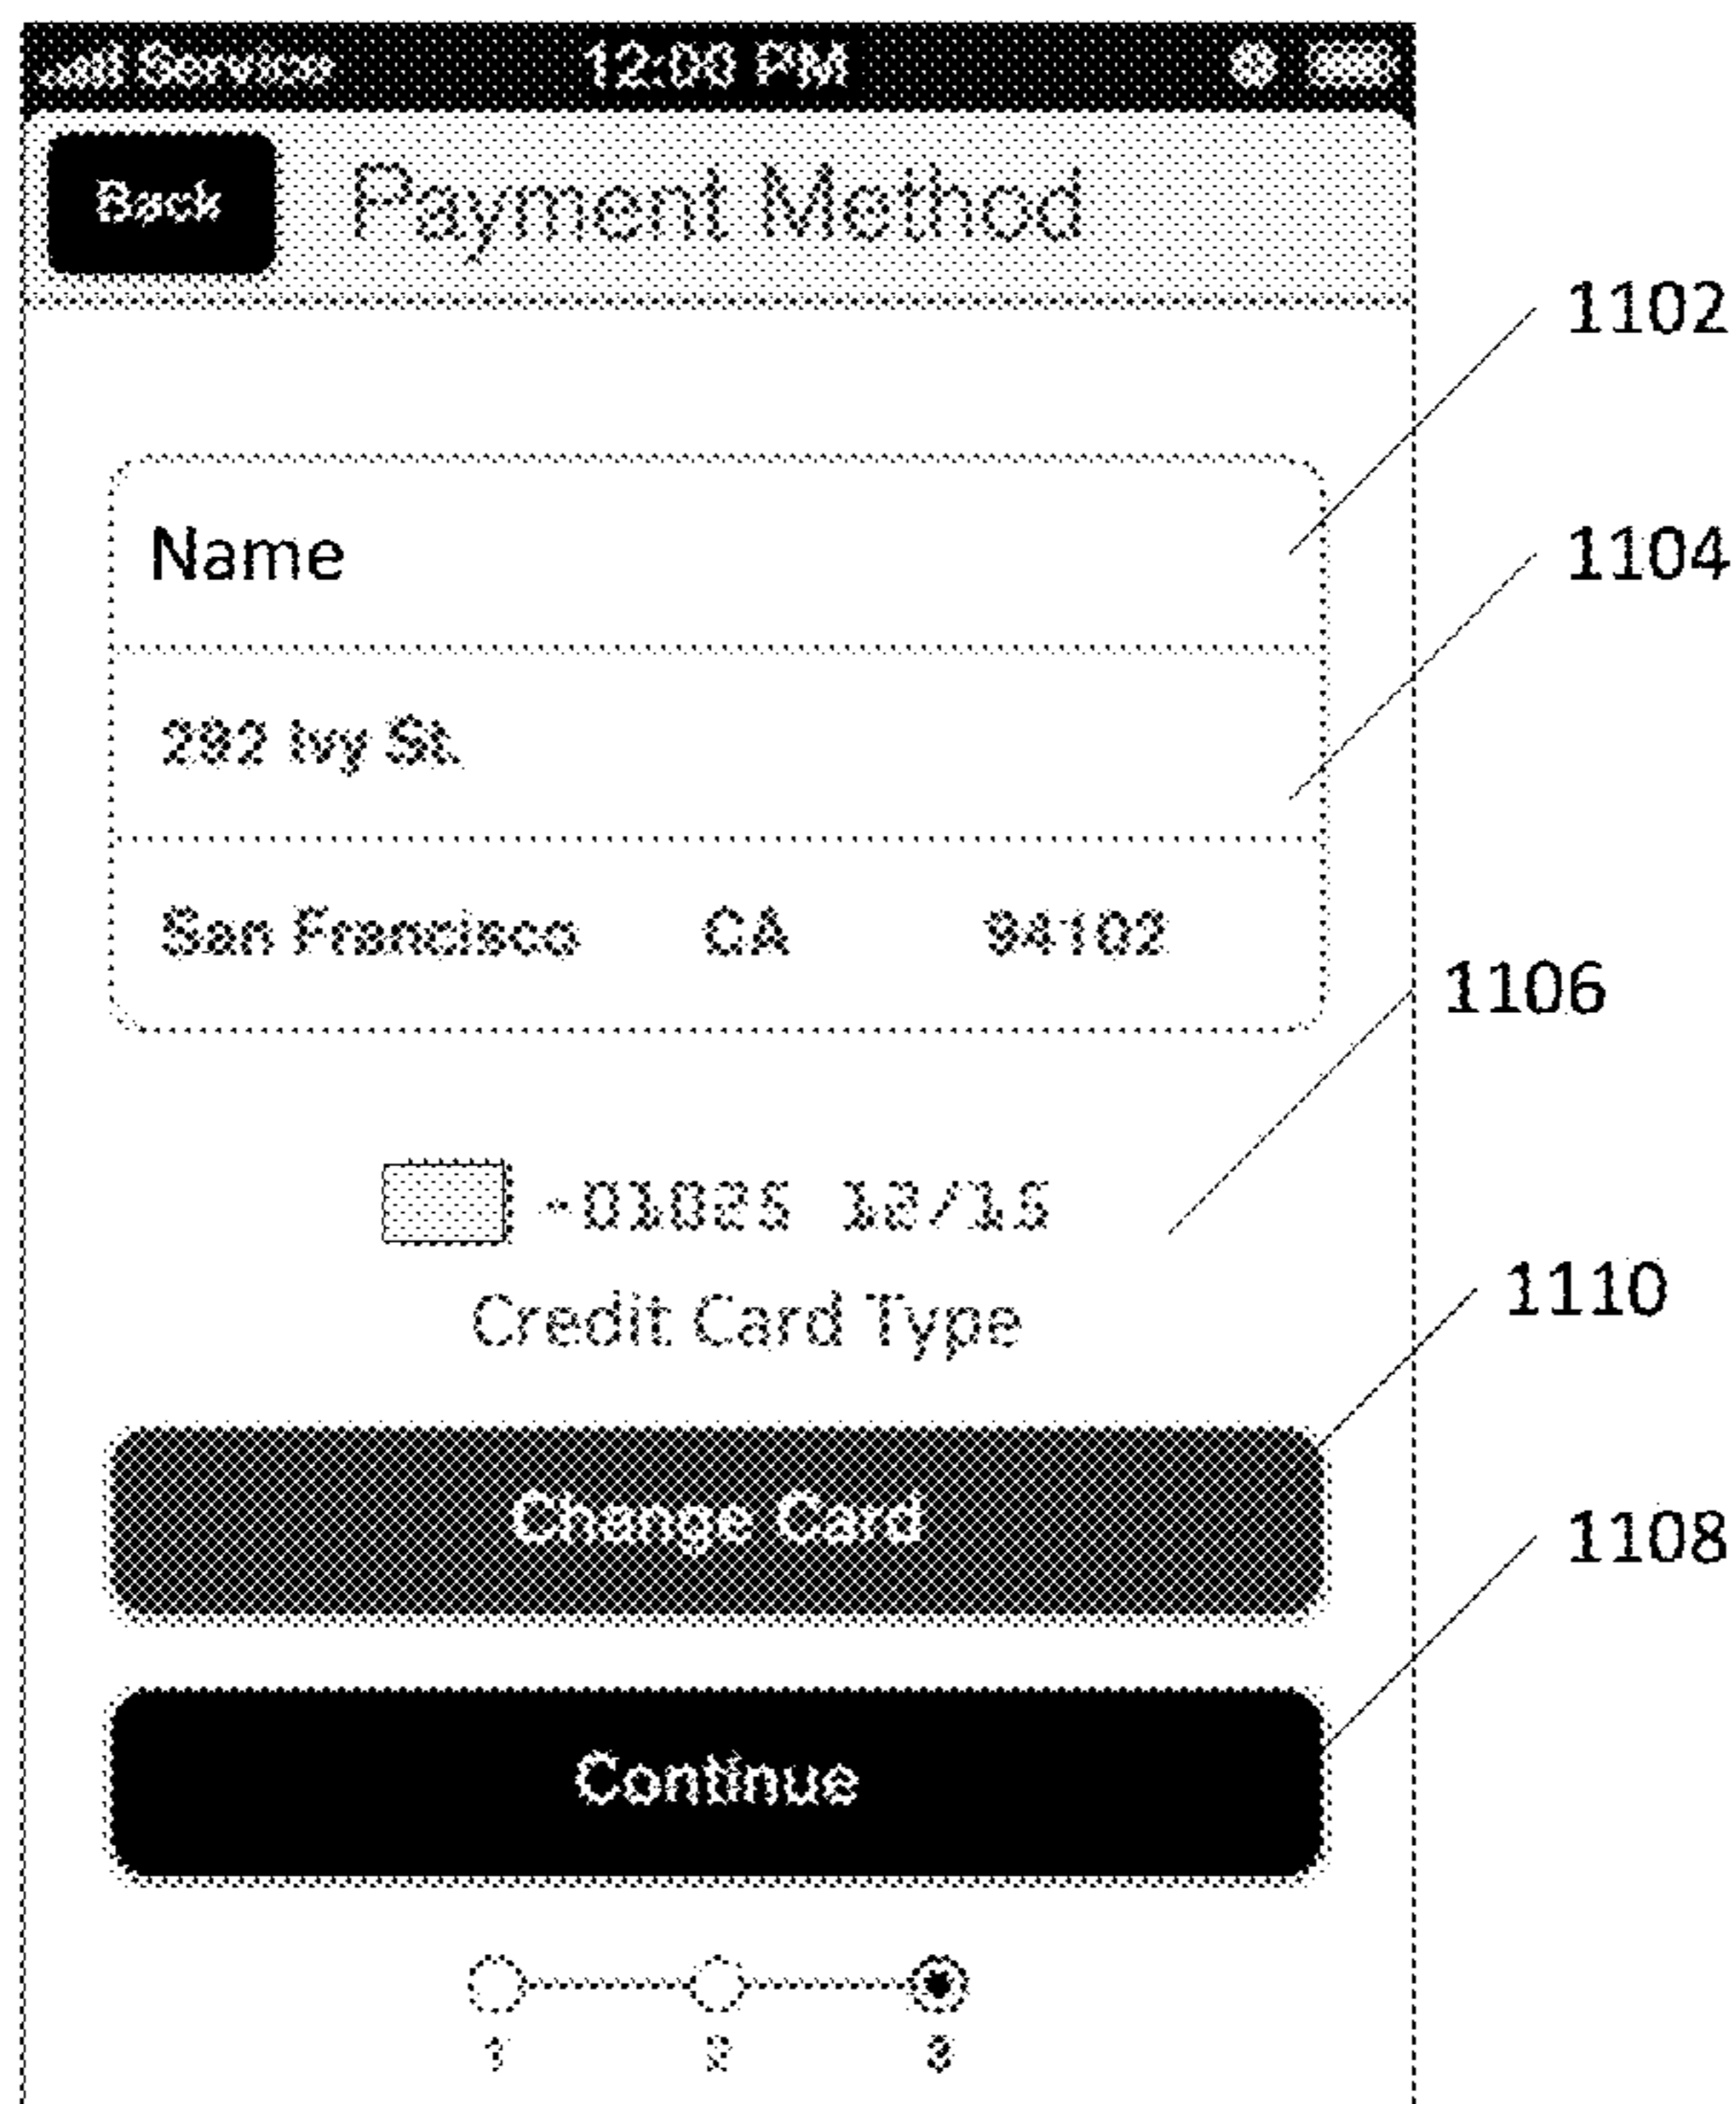 Service 12:00 PM
Back Payment Method
1102
Name
1104
292 Ivy St.
San Francisco CA 94102
1106
-01025 12/15
Credit Card Type
1110
Change Card
1108
Continue
1 2 3